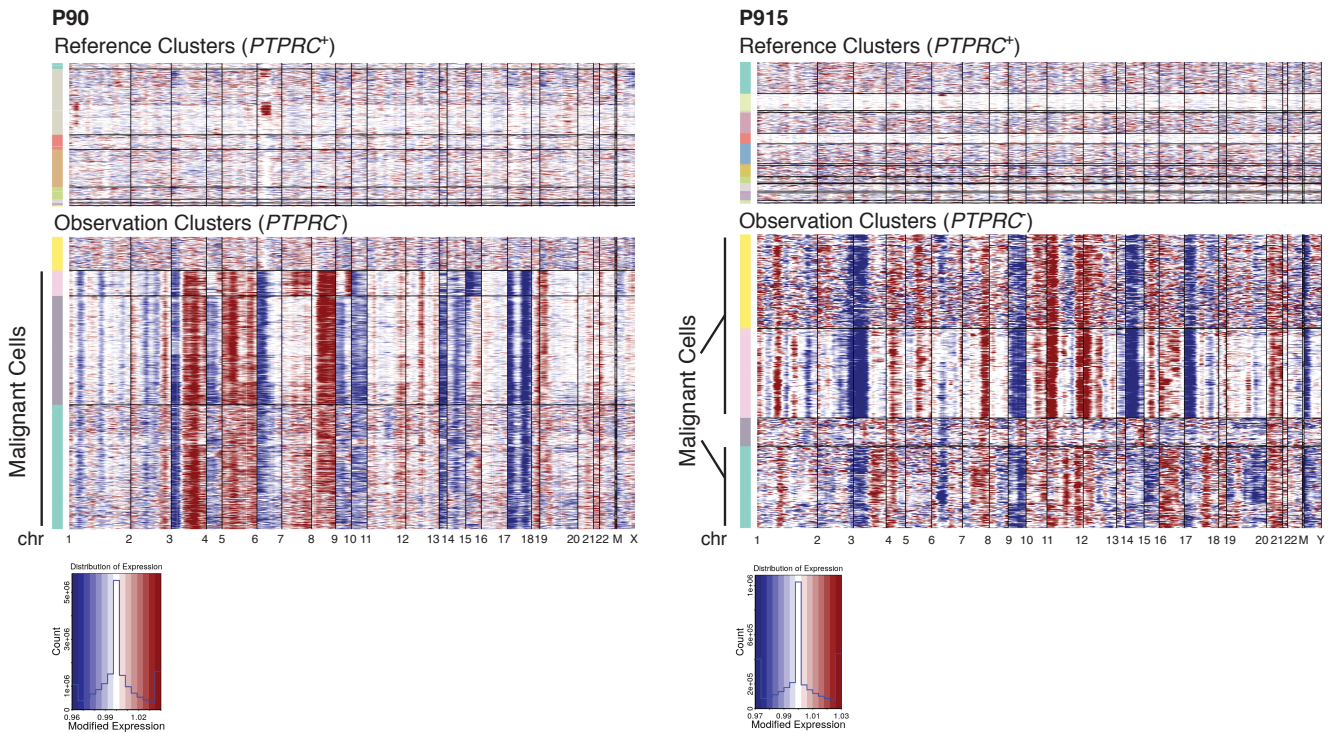 P90
Reference Clusters (PTPRC+)
Observation Clusters (PTPRC-)
Malignant Cells
chr
1 2 3 4 5 6 7 8 9 10 11 12 13 14 15 16 17 18 19 20 21 22 M X
Distribution of Expression
Count
1e+06 3e+06 5e+06
0.96 0.99 1.02
Modified Expression
P915
Reference Clusters (PTPRC+)
Observation Clusters (PTPRC-)
Malignant Cells
chr
1 2 3 4 5 6 7 8 9 10 11 12 13 14 15 16 17 18 19 20 21 22 M Y
Distribution of Expression
Count
0 2e+05 6e+05 1e+06
0.97 0.99 1.01 1.03
Modified Expression